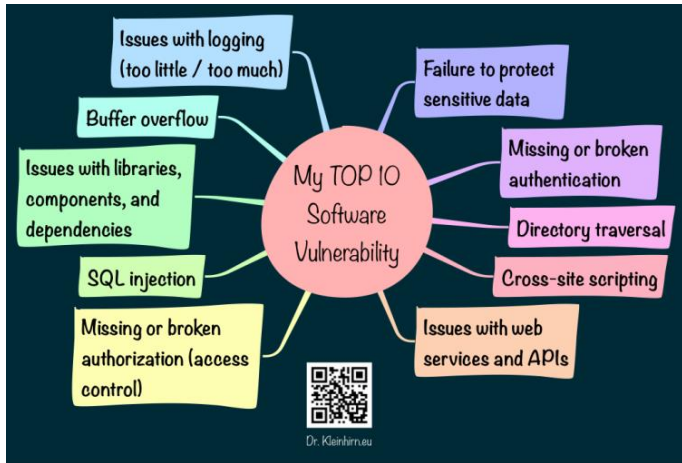 Issues with logging
(too little / too much)
Buffer overflow
Issues with libraries,
components, and
dependencies
SQL injection
Missing or broken
authorization (access
control)
My TOP 10
Software
Vulnerability
Failure to protect
sensitive data
Missing or broken
authentication
Directory traversal
Cross-site scripting
Issues with web
services and APIs
Dr. Kleinhirn.eu